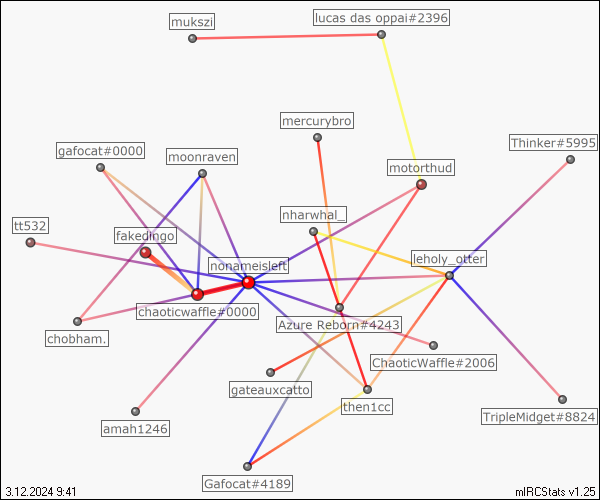 lucas das oppai#2396
mukszi
mercurybro
Thinker#5995
gafocat#0000
moonraven
motorthud
nharwhal_
tt532
fakedingo
nonameisleft
leholy_otter
chaoticwaffle#0000
Azure Reborn#4243
chobham.
ChaoticWaffle#2006
gateauxcatto
then1cc
TripleMidget#8824
amah1246
Gafocat#4189
3.12.2024 9:41
mIRCStats v1.25